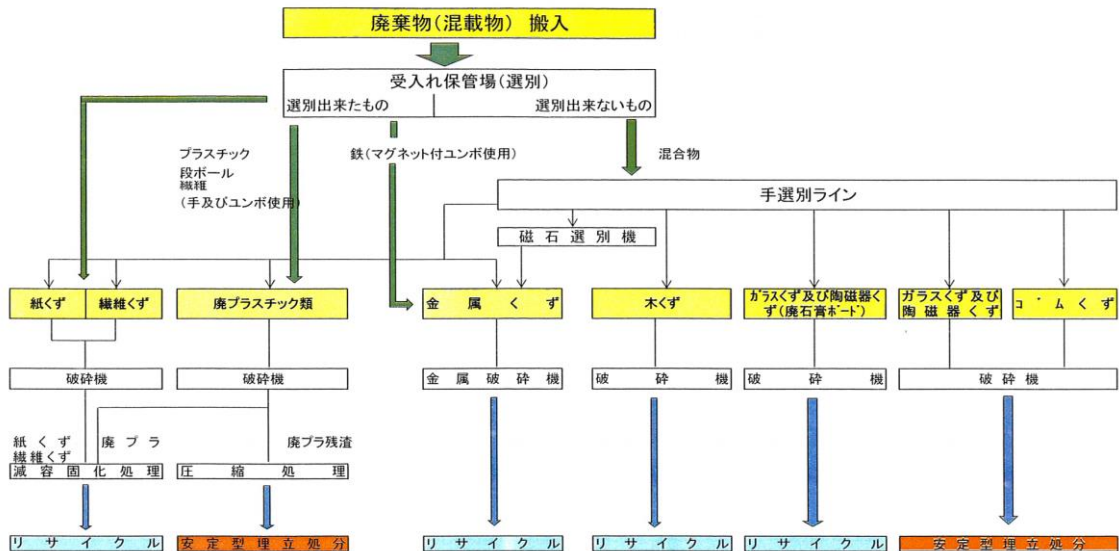 廃棄物(混載物) 搬入
受入れ保管場(選別)
選別出来たもの
選別出来ないもの
プラスチック
段ボール
繊維
(手及びユンボ使用)
鉄(マグネット付ユンボ使用)
混合物
手選別ライン
磁石選別機
紙くず
繊維くず
廃プラスチック類
金属くず
木くず
ガラスくず及び陶磁器く
ず(廃石膏ボード)
ガラスくず及び
陶磁器くず
ゴムくず
破砕機
破砕機
金属破砕機
破砕機
破砕機
破砕機
紙くず
繊維くず
廃プラ
廃プラ残渣
減容固化処理
圧縮処理
リサイクル
安定型埋立処分
リサイクル
リサイクル
リサイクル
安定型埋立処分